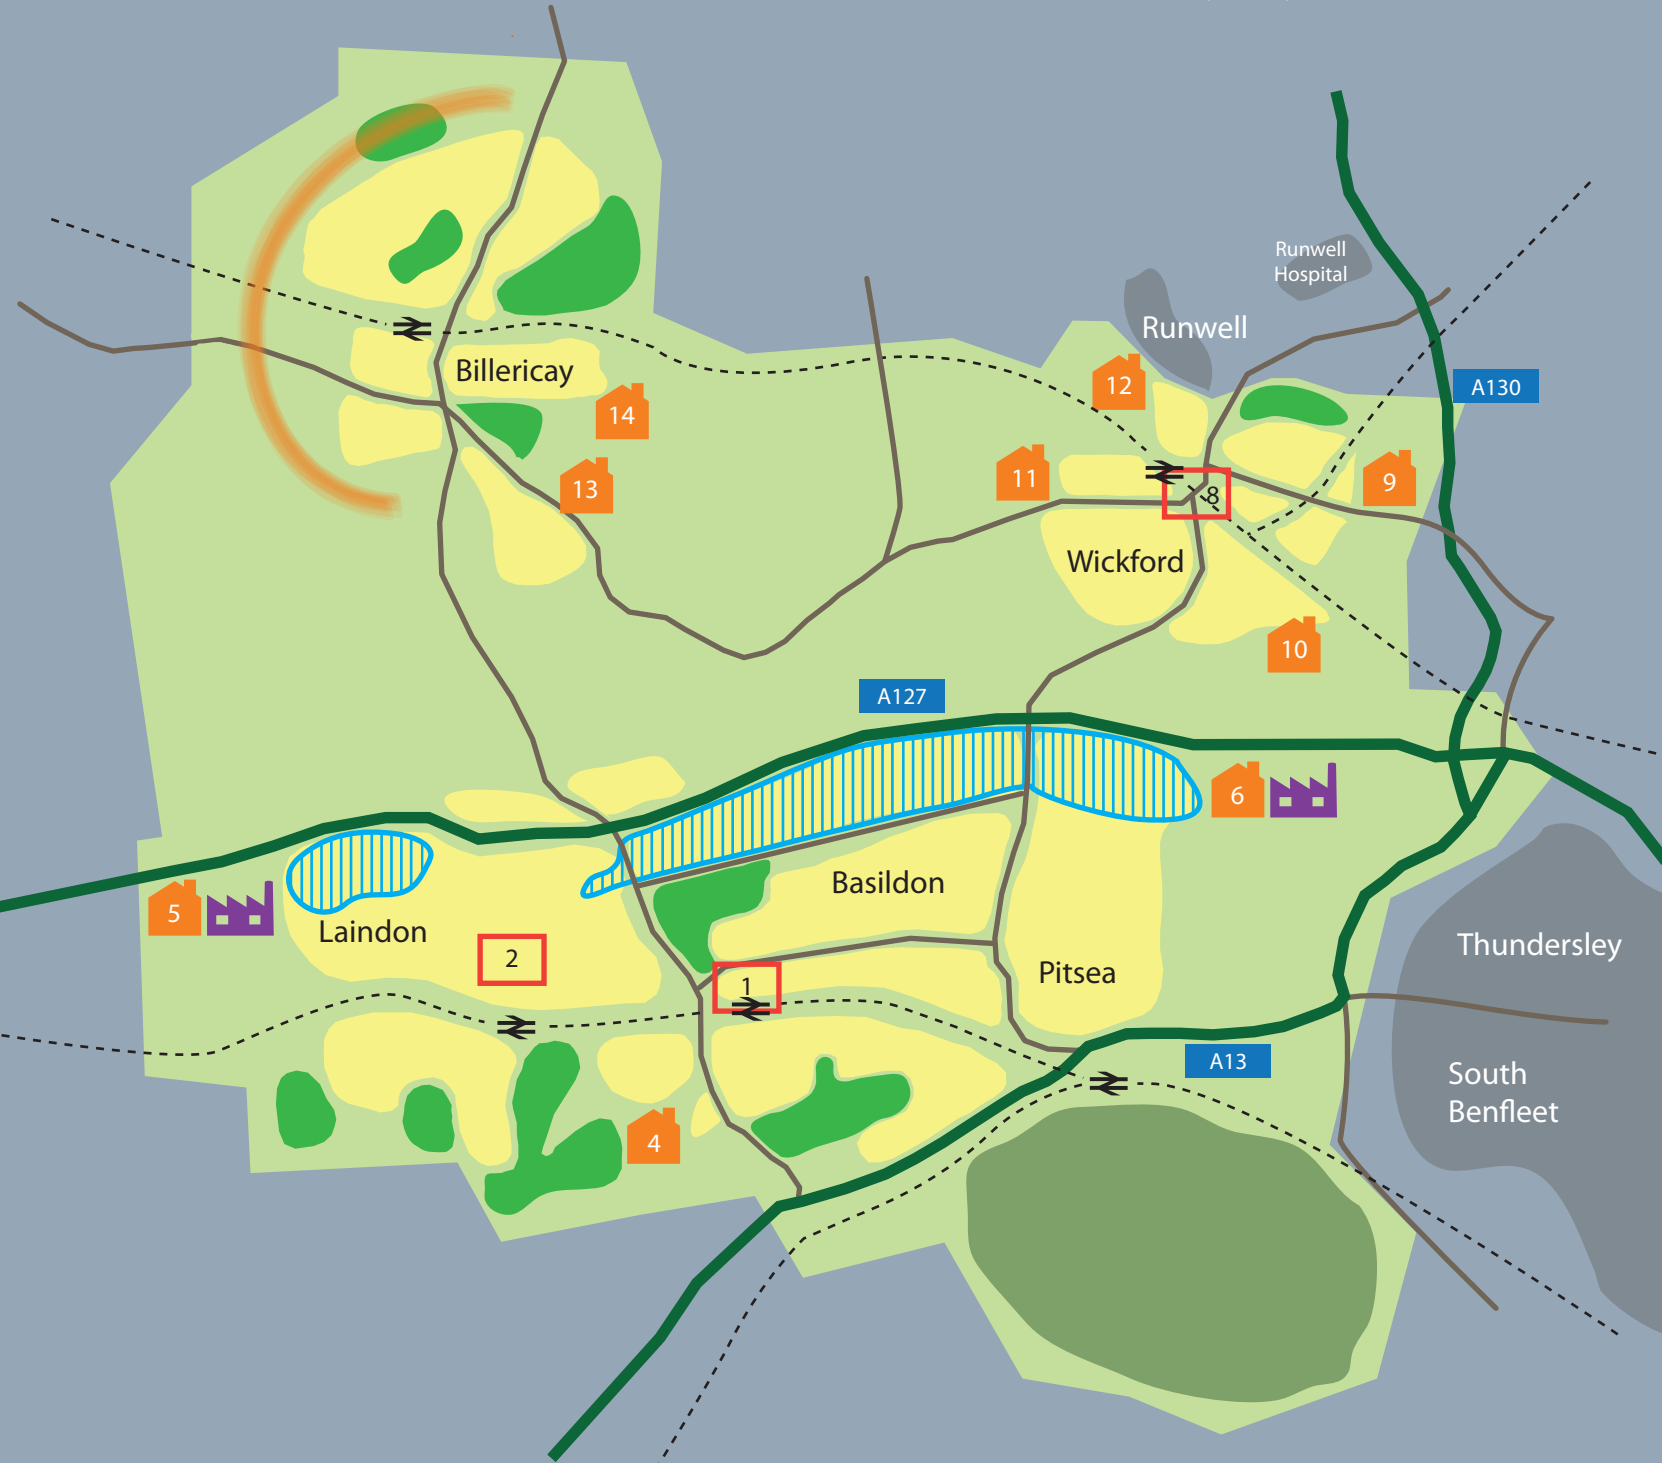 Runwell
Hospital
Runwell
A130
12
Billericay
14
11
9
13
8
Wickford
10
A127
6
Basildon
5
Laindon
Thundersley
2
Pitsea
1
A13
South
Benfleet
4